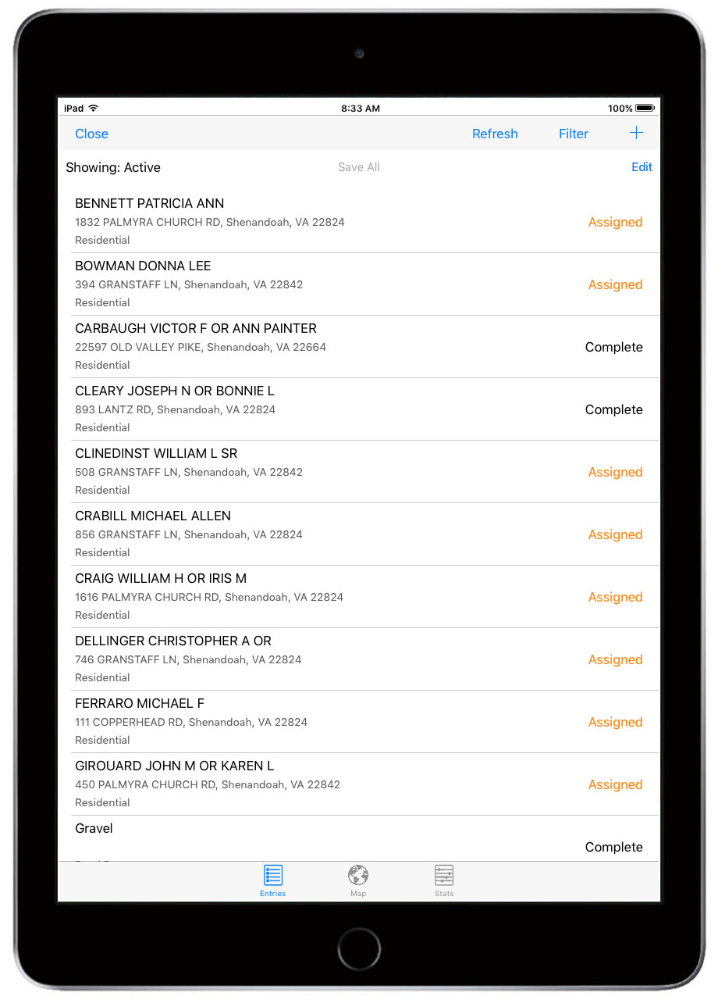 iPad 8:33 AM 100%
Close Refresh Filter
Showing: Active Save All Edit
BENNETT PATRICIA ANN
1832 PALMYRA CHURCH RD, Shenandoah, VA 22824
Assigned
Residential
BOWMAN DONNA LEE
394 GRANSTAFF LN, Shenandoah, VA 22842
Assigned
Residential
CARBAUGH VICTOR F OR ANN PAINTER
22597 OLD VALLEY PIKE, Shenandoah, VA 22664
Complete
Residential
CLEARY JOSEPH N OR BONNIE L
893 LANTZ RD, Shenandoah, VA 22824
Complete
Residential
CLINEDINST WILLIAM L SR
508 GRANSTAFF LN, Shenandoah, VA 22842
Assigned
Residential
CRABILL MICHAEL ALLEN
856 GRANSTAFF LN, Shenandoah, VA 22824
Assigned
Residential
CRAIG WILLIAM H OR IRIS M
1616 PALMYRA CHURCH RD, Shenandoah, VA 22824
Assigned
Residential
DELLINGER CHRISTOPHER A OR
746 GRANSTAFF LN, Shenandoah, VA 22824
Assigned
Residential
FERRARO MICHAEL F
111 COPPERHEAD RD, Shenandoah, VA 22824
Assigned
Residential
GIROUARD JOHN M OR KAREN L
450 PALMYRA CHURCH RD, Shenandoah, VA 22842
Assigned
Residential
Gravel
Complete
Entries Map Stats